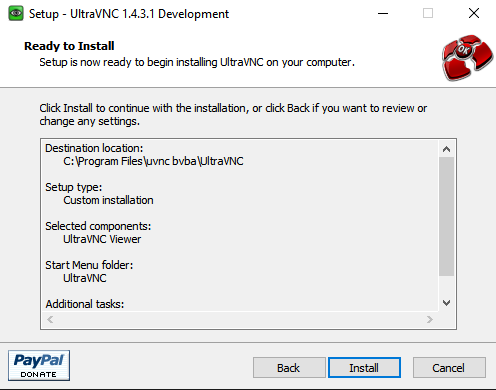 Setup - UltraVNC 1.4.3.1 Development
Ready to Install
Setup is now ready to begin installing UltraVNC on your computer.
OK
Click Install to continue with the installation, or click Back if you want to review or
change any settings.
Destination location:
C:\Program Files\uvnc bvba\UltraVNC
Setup type:
Custom installation
Selected components:
UltraVNC Viewer
Start Menu folder:
UltraVNC
Additional tasks:
PayPal
DONATE
Back
Install
Cancel